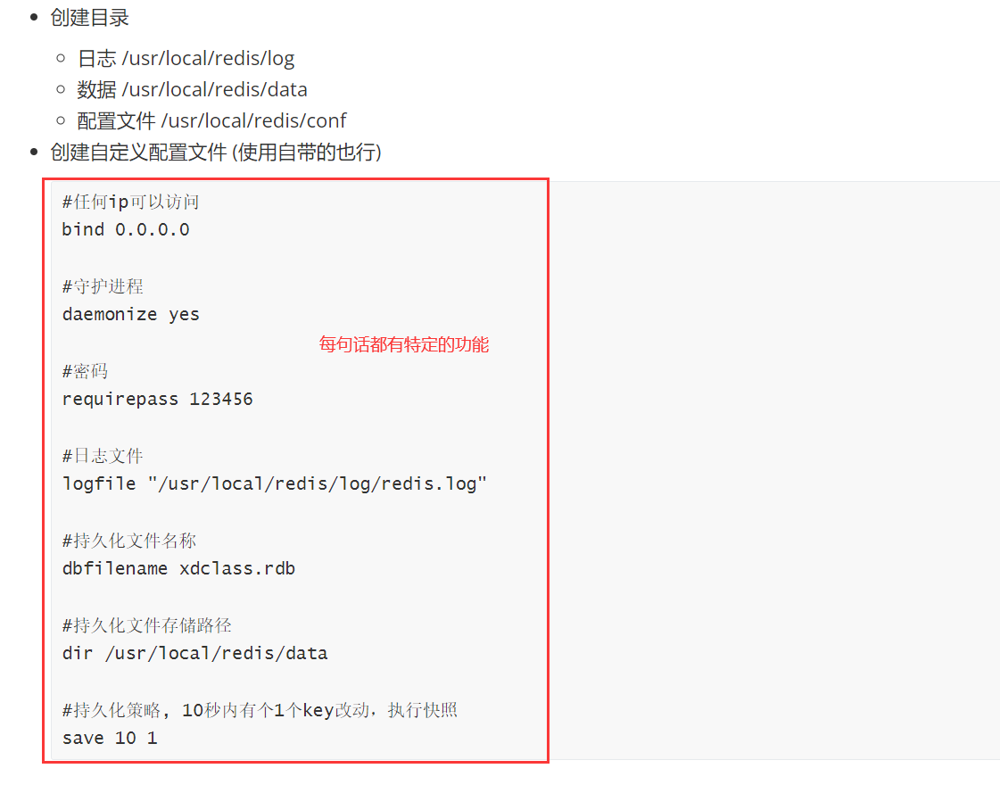 创建目录
日志 /usr/local/redis/log
数据 /usr/local/redis/data
配置文件 /usr/local/redis/conf
创建自定义配置文件 (使用自带的也行)
#任何ip可以访问
bind 0.0.0.0
#守护进程
daemonize yes
每句话都有特定的功能
#密码
requirepass 123456
#日志文件
logfile "/usr/local/redis/log/redis.log"
#持久化文件名称
dbfilename xdclass.rdb
#持久化文件存储路径
dir /usr/local/redis/data
#持久化策略, 10秒内有个1个key改动，执行快照
save 10 1